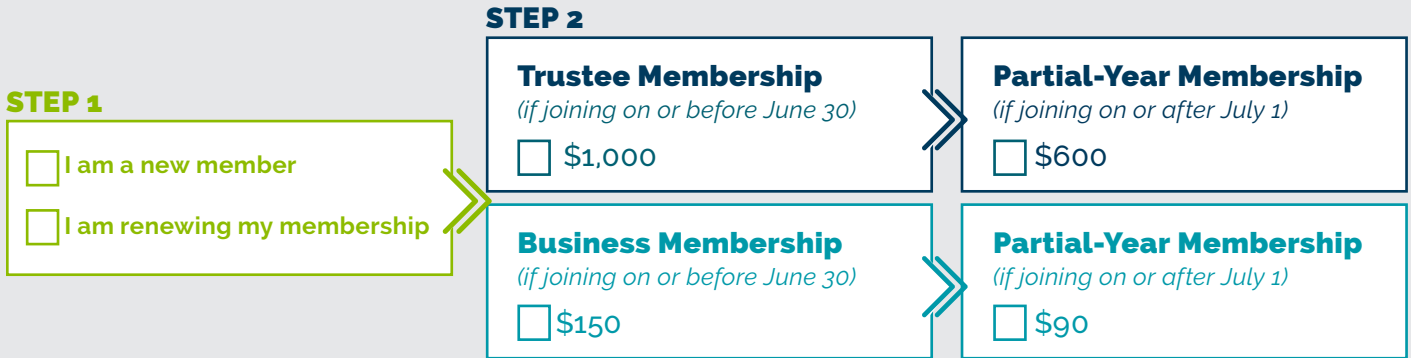 STEP 1
I am a new member
I am renewing my membership
STEP 2
Trustee Membership
(if joining on or before June 30)
$1,000
Partial-Year Membership
(if joining on or after July 1)
$600
Business Membership
(if joining on or before June 30)
$150
Partial-Year Membership
(if joining on or after July 1)
$90